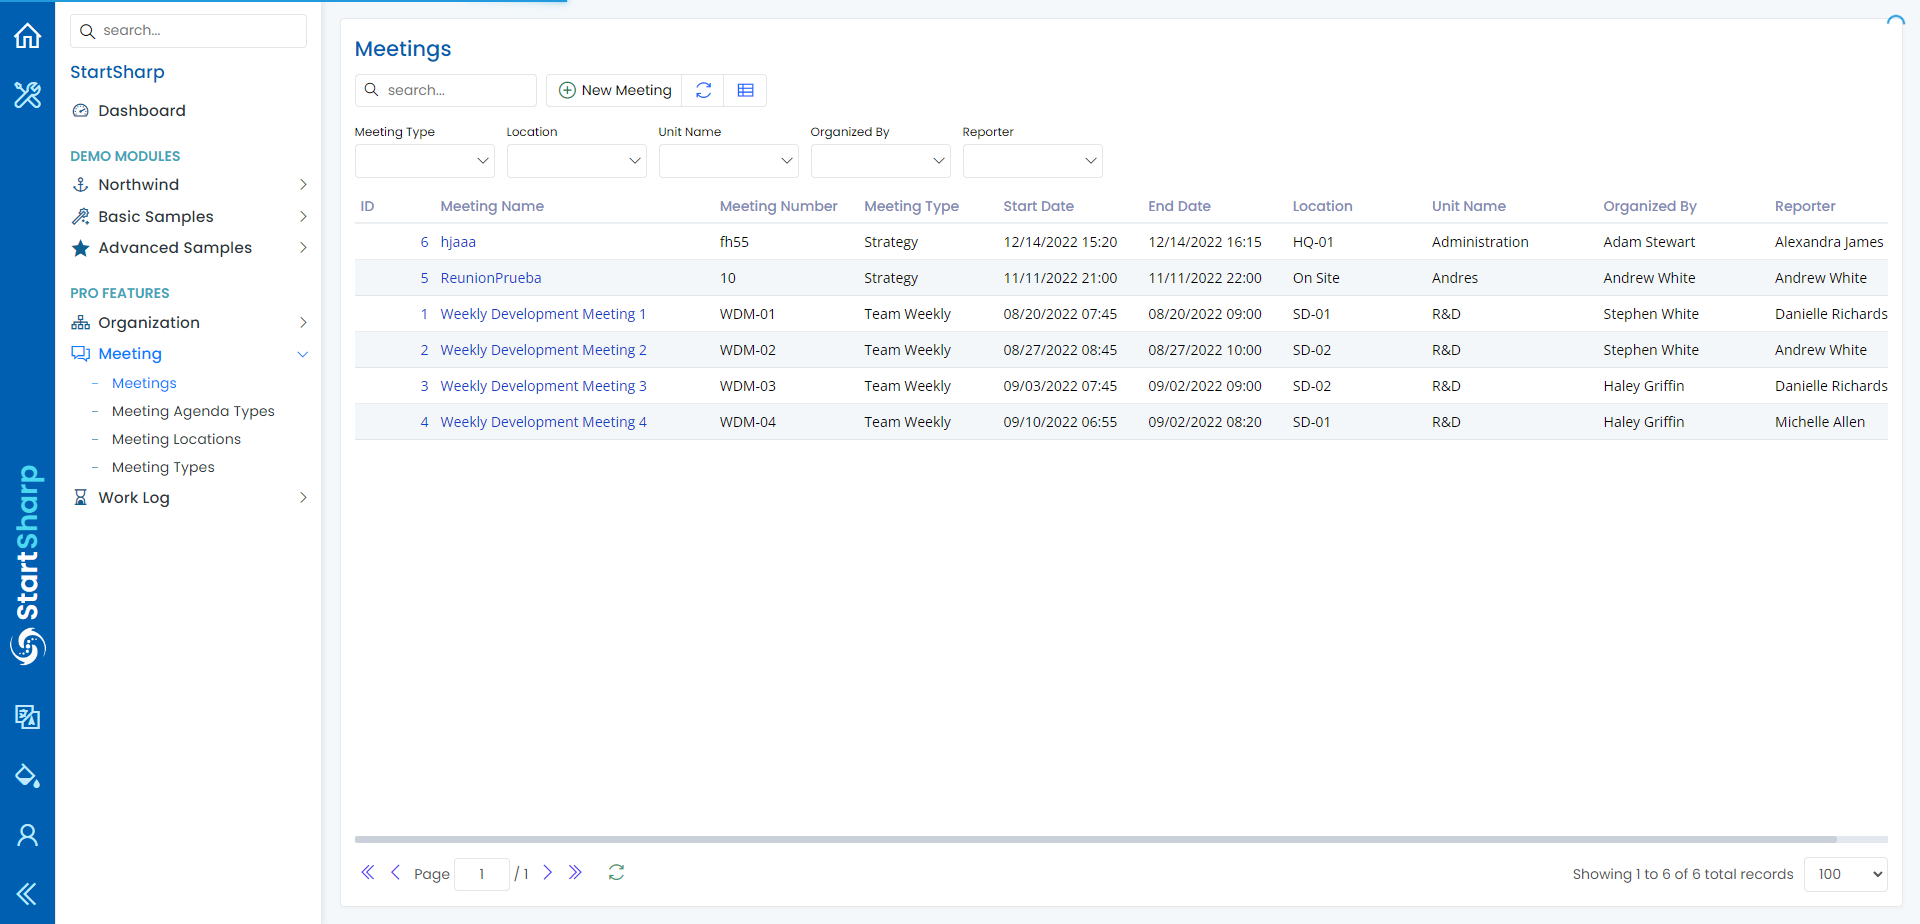 search...
StartSharp
Dashboard
DEMO MODULES
Northwind
Basic Samples
Advanced Samples
PRO FEATURES
Organization
Meeting
Meetings
Meeting Agenda Types
Meeting Locations
Meeting Types
Work Log
StartSharp
Meetings
search...
New Meeting
Meeting Type Location Unit Name Organized By Reporter
ID Meeting Name Meeting Number Meeting Type Start Date End Date Location Unit Name Organized By Reporter
6 hjaaa fh55 Strategy 12/14/2022 15:20 12/14/2022 16:15 HQ-01 Administration Adam Stewart Alexandra James
5 ReunionPrueba 10 Strategy 11/11/2022 21:00 11/11/2022 22:00 On Site Andres Andrew White Andrew White
1 Weekly Development Meeting 1 WDM-01 Team Weekly 08/20/2022 07:45 08/20/2022 09:00 SD-01 R&D Stephen White Danielle Richards
2 Weekly Development Meeting 2 WDM-02 Team Weekly 08/27/2022 08:45 08/27/2022 10:00 SD-02 R&D Stephen White Andrew White
3 Weekly Development Meeting 3 WDM-03 Team Weekly 09/03/2022 07:45 09/02/2022 09:00 SD-02 R&D Haley Griffin Danielle Richards
4 Weekly Development Meeting 4 WDM-04 Team Weekly 09/10/2022 06:55 09/02/2022 08:20 SD-01 R&D Haley Griffin Michelle Allen
Page 1 / 1
Showing 1 to 6 of 6 total records 100